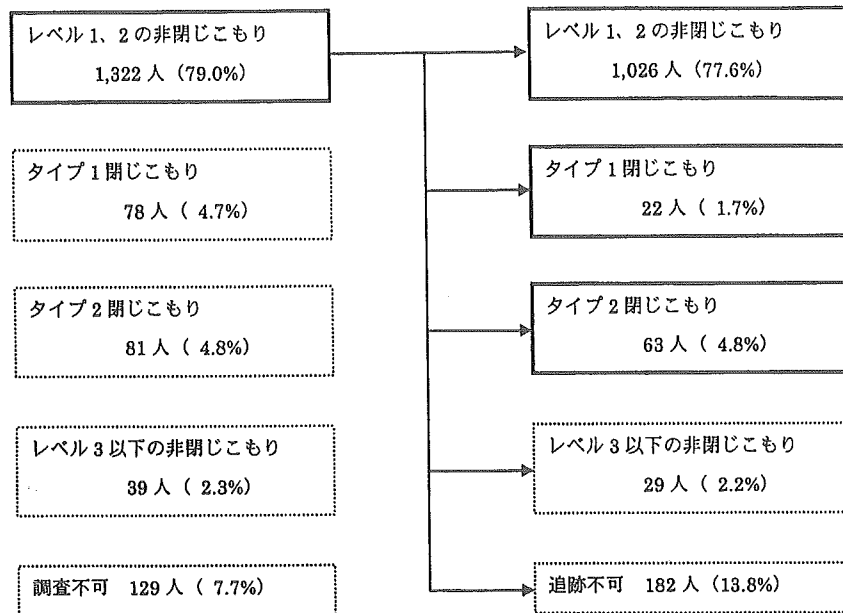 レベル 1、2 の非閉じこもり
1,322 人 (79.0%)
タイプ 1 閉じこもり
78 人 ( 4.7%)
タイプ 2 閉じこもり
81 人 ( 4.8%)
レベル 3 以下の非閉じこもり
39 人 ( 2.3%)
調査不可 129 人 ( 7.7%)
レベル 1、2 の非閉じこもり
1,026 人 (77.6%)
タイプ 1 閉じこもり
22 人 ( 1.7%)
タイプ 2 閉じこもり
63 人 ( 4.8%)
レベル 3 以下の非閉じこもり
29 人 ( 2.2%)
追跡不可 182 人 (13.8%)